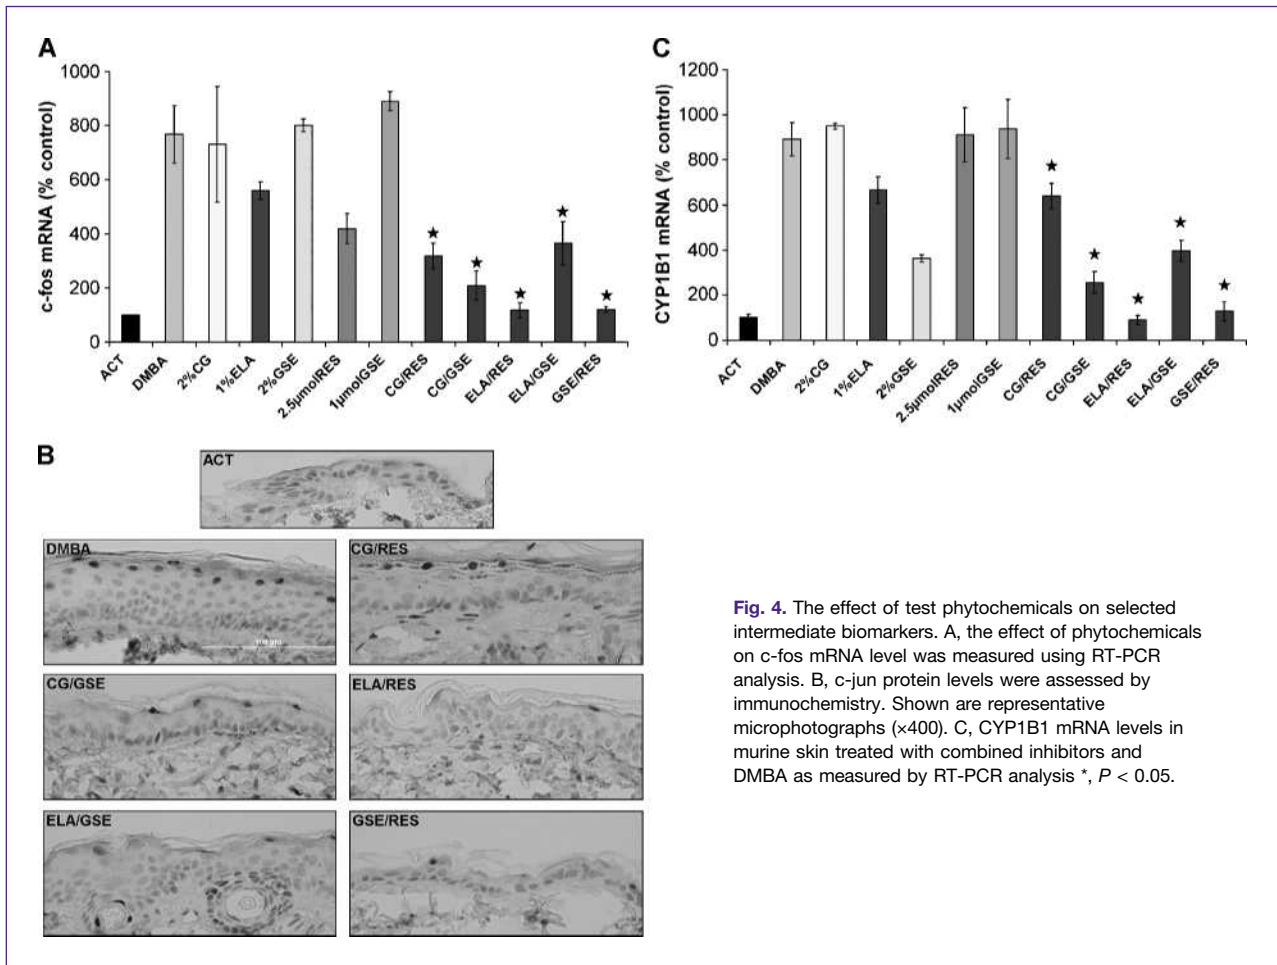 A
c-fos mRNA (% control)
1000
800
600
400
200
0
ACT
DMBA
2%CG
1%ELA
2%GSE
2.5μmolRES
1μmolGSE
CG/RES
CG/GSE
ELA/RES
ELA/GSE
GSE/RES
C
CYP1B1 mRNA (% control)
1200
1000
800
600
400
200
0
ACT
DMBA
2%CG
1%ELA
2%GSE
2.5μmolRES
1μmolGSE
CG/RES
CG/GSE
ELA/RES
ELA/GSE
GSE/RES
B
ACT
DMBA
CG/RES
CG/GSE
ELA/RES
ELA/GSE
GSE/RES
Fig. 4. The effect of test phytochemicals on selected
intermediate biomarkers. A, the effect of phytochemicals
on c-fos mRNA level was measured using RT-PCR
analysis. B, c-jun protein levels were assessed by
immunochemistry. Shown are representative
microphotographs (×400). C, CYP1B1 mRNA levels in
murine skin treated with combined inhibitors and
DMBA as measured by RT-PCR analysis *, P < 0.05.